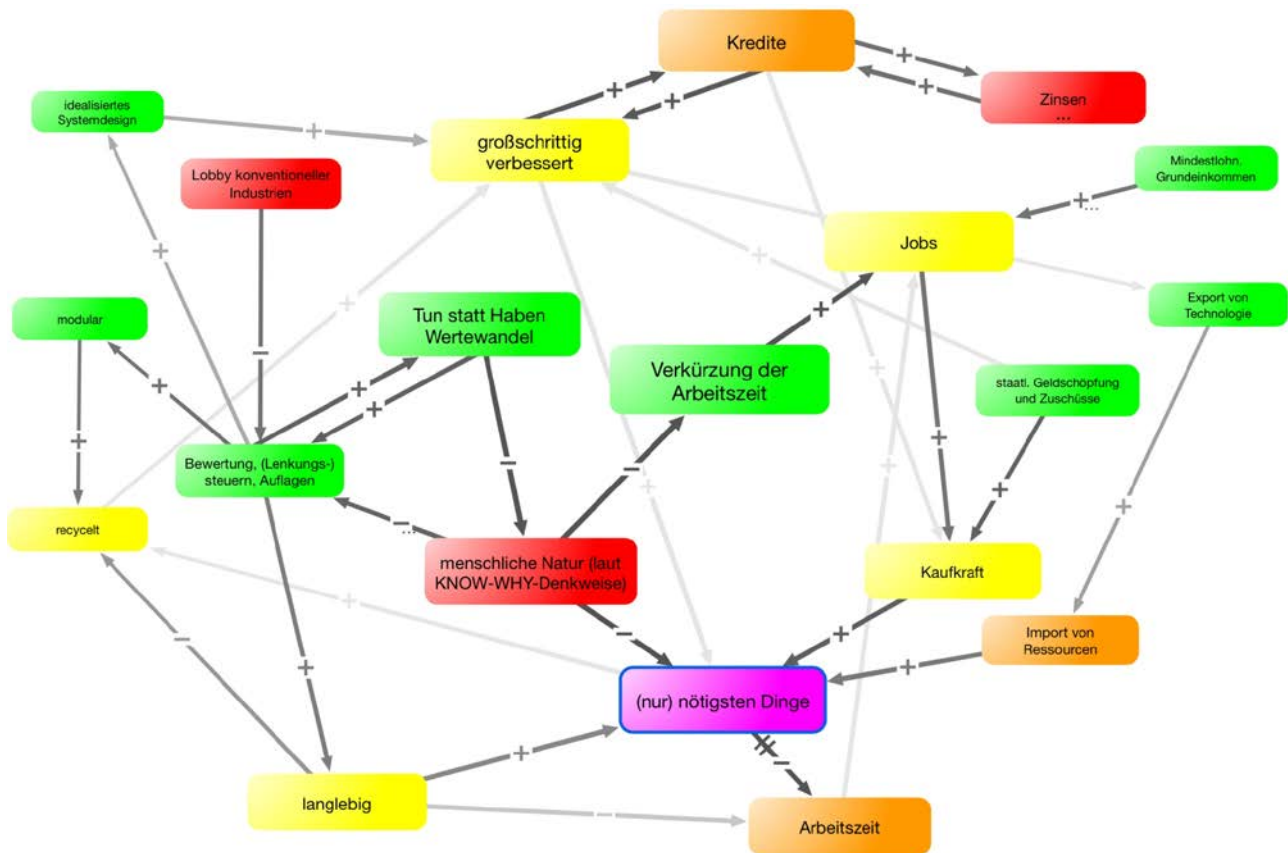 Kredite
Zinsen
...
idealisiertes
Systemdesign
großschrittig
verbessert
Lobby konventioneller
Industrien
Mindestlohn.
Grundeinkommen
Jobs
modular
Tun statt Haben
Wertewandel
Export von
Technologie
Verkürzung der
Arbeitszeit
staatl. Geldschöpfung
und Zuschüsse
Bewertung, (Lenkungs-)
steuern, Auflagen
recycelt
menschliche Natur (laut
KNOW-WHY-Denkweise)
Kaufkraft
Import von
Ressourcen
(nur) nötigsten Dinge
langlebig
Arbeitszeit